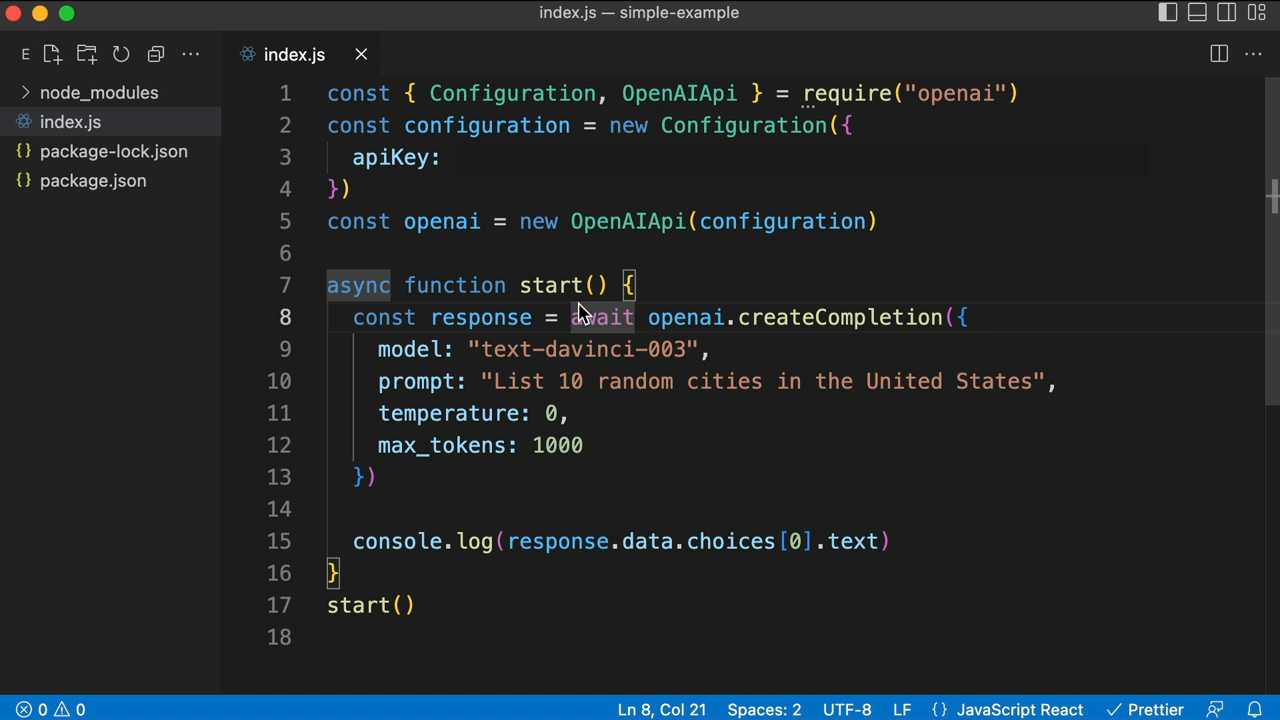 index.js — simple-example
E
index.js
node_modules
index.js
package-lock.json
package.json
1 const { Configuration, OpenAIApi } = require("openai")
2 const configuration = new Configuration({
3 apiKey:
4 })
5 const openai = new OpenAIApi(configuration)
6
7 async function start() {
8 const response = await openai.createCompletion({
9 model: "text-davinci-003",
10 prompt: "List 10 random cities in the United States",
11 temperature: 0,
12 max_tokens: 1000
13 })
14
15 console.log(response.data.choices[0].text)
16 }
17 start()
18
0 0 Ln 8, Col 21 Spaces: 2 UTF-8 LF {} JavaScript React Prettier